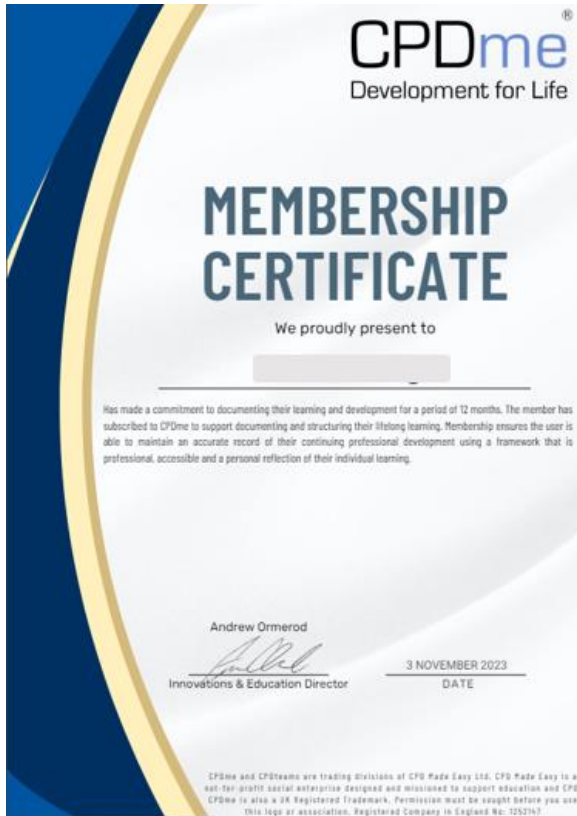 ®
CPDme
Development for Life
MEMBERSHIP
CERTIFICATE
We proudly present to
Has made a commitment to documenting their learning and development for a period of 12 months. The member has
subscribed to CPDme to support documenting and structuring their lifelong learning. Membership ensures the user is
able to maintain an accurate record of their continuing professional development using a framework that is
professional, accessible and a personal reflection of their individual learning.
Andrew Ormerod
Innovations & Education Director
3 NOVEMBER 2023
DATE
CPDme and CPDteams are trading divisions of CPD Made Easy Ltd. CPD Made Easy is a
not-for-profit social enterprise designed and missioned to support education and CPD
CPDme is also a UK Registered Trademark. Permission must be sought before you use
this logo or association. Registered Company in England No: 7252147